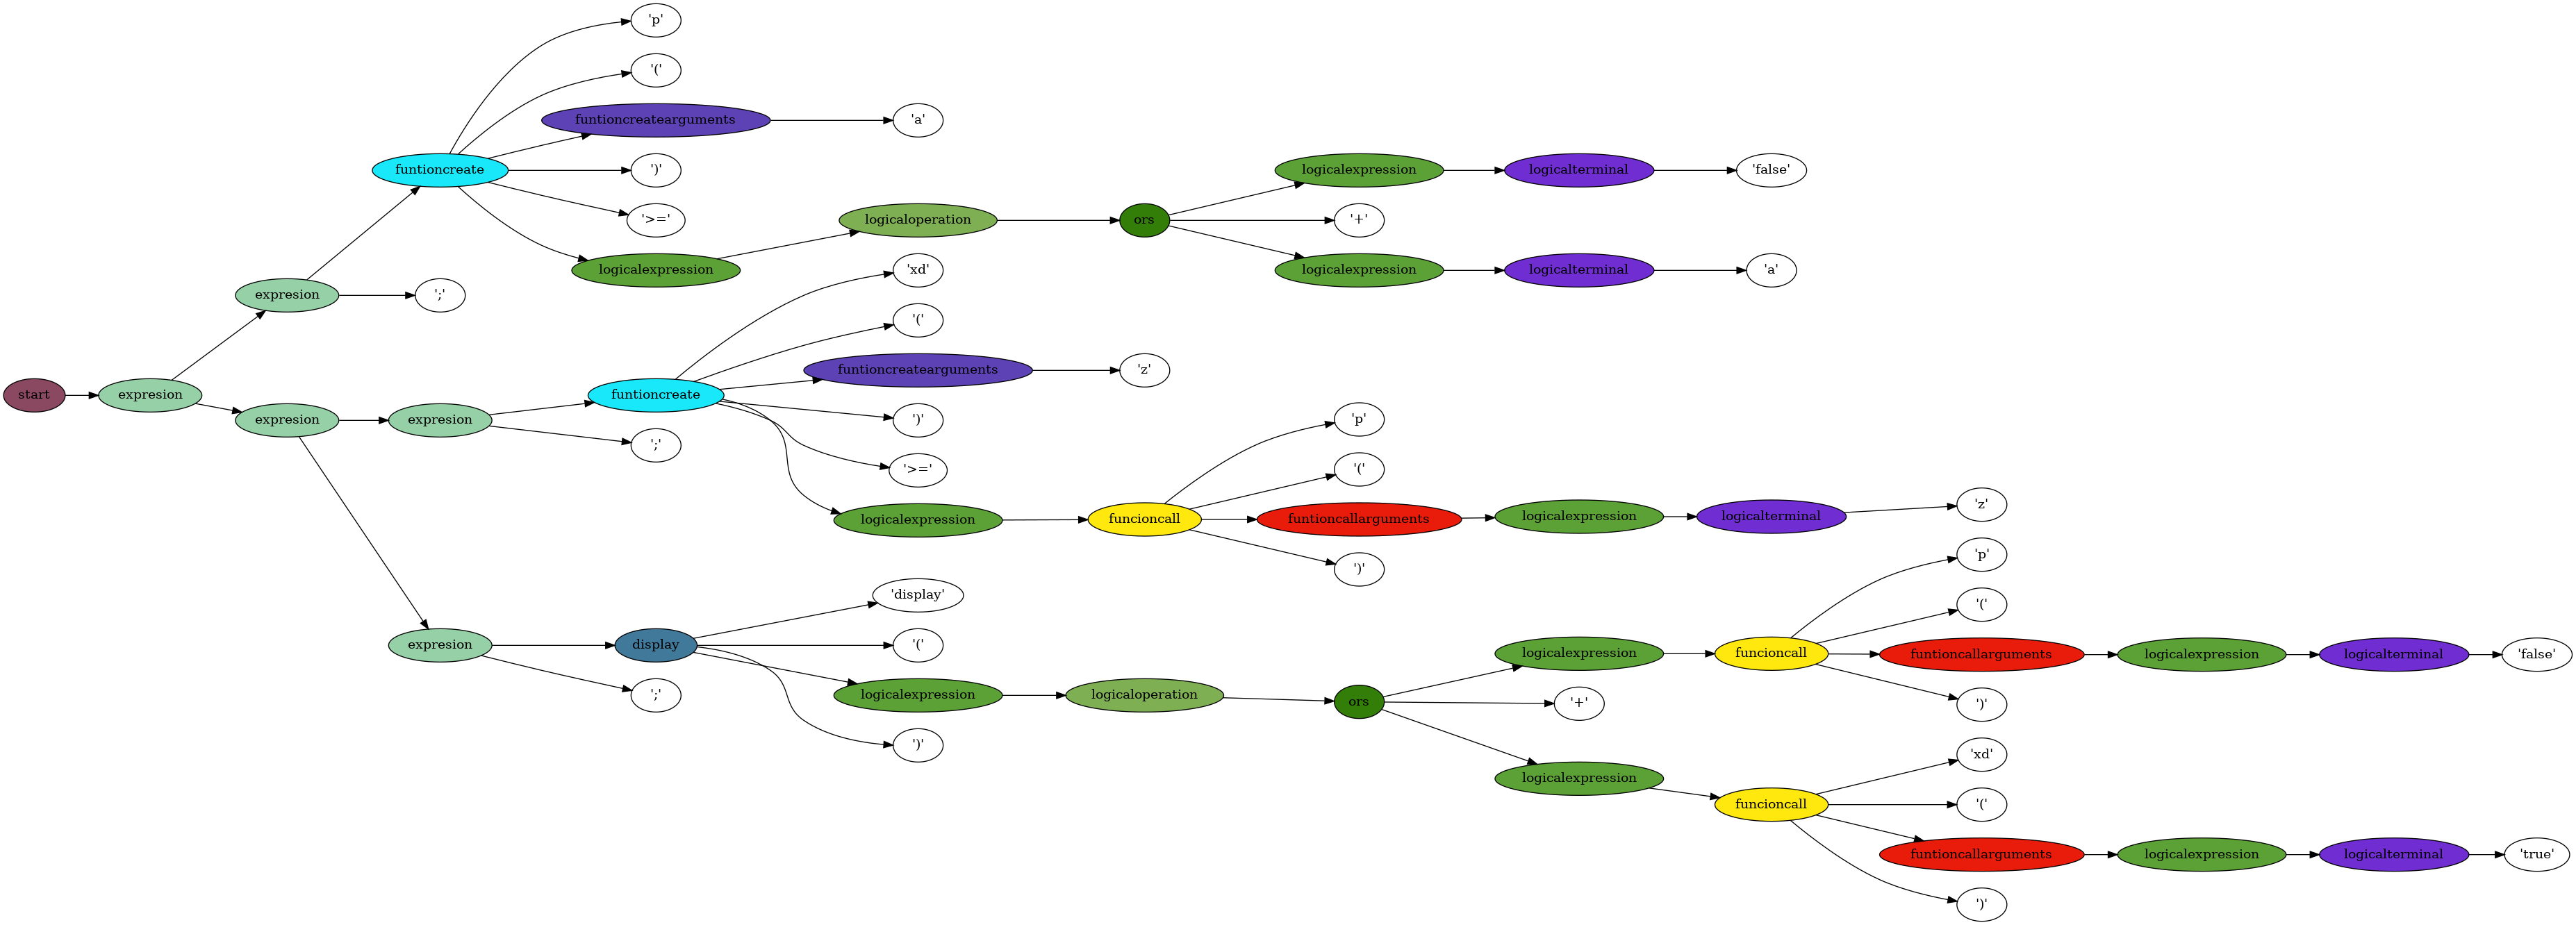 start
expresion
expresion
funtioncreate
'p'
'('
funtioncreatearguments
'a'
')'
'>='
logicalexpression
logicaloperation
ors
logicalexpression
logicalterminal
'false'
'+'
logicalexpression
logicalterminal
'a'
';'
expresion
expresion
funtioncreate
'xd'
'('
funtioncreatearguments
'z'
')'
'>='
logicalexpression
funcioncall
'p'
'('
funtioncallarguments
logicalexpression
logicalterminal
'z'
')'
';'
expresion
display
'display'
'('
logicalexpression
logicaloperation
ors
logicalexpression
funcioncall
'p'
'('
funtioncallarguments
logicalexpression
logicalterminal
'false'
')'
'+'
logicalexpression
funcioncall
'xd'
'('
funtioncallarguments
logicalexpression
logicalterminal
'true'
')'
')'
';'